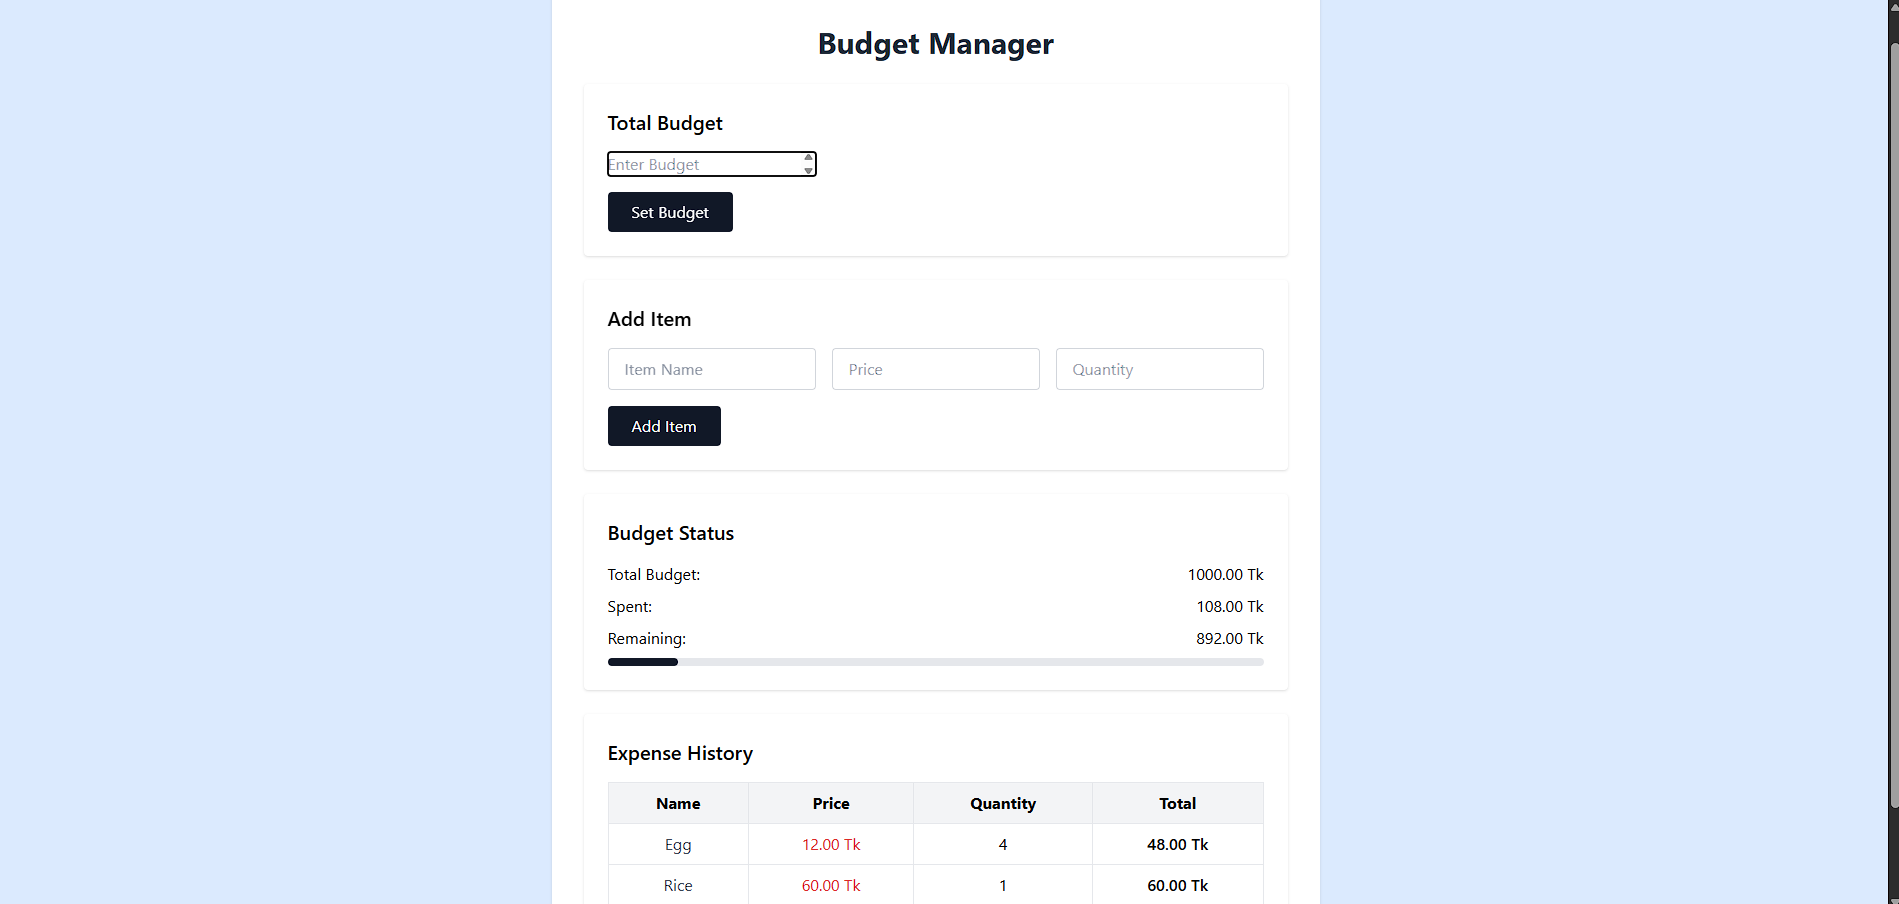 Budget Manager
Total Budget
Enter Budget
Set Budget
Add Item
Item Name Price Quantity
Add Item
Budget Status
Total Budget: 1000.00 Tk
Spent: 108.00 Tk
Remaining: 892.00 Tk
Expense History
Name Price Quantity Total
Egg 12.00 Tk 4 48.00 Tk
Rice 60.00 Tk 1 60.00 Tk